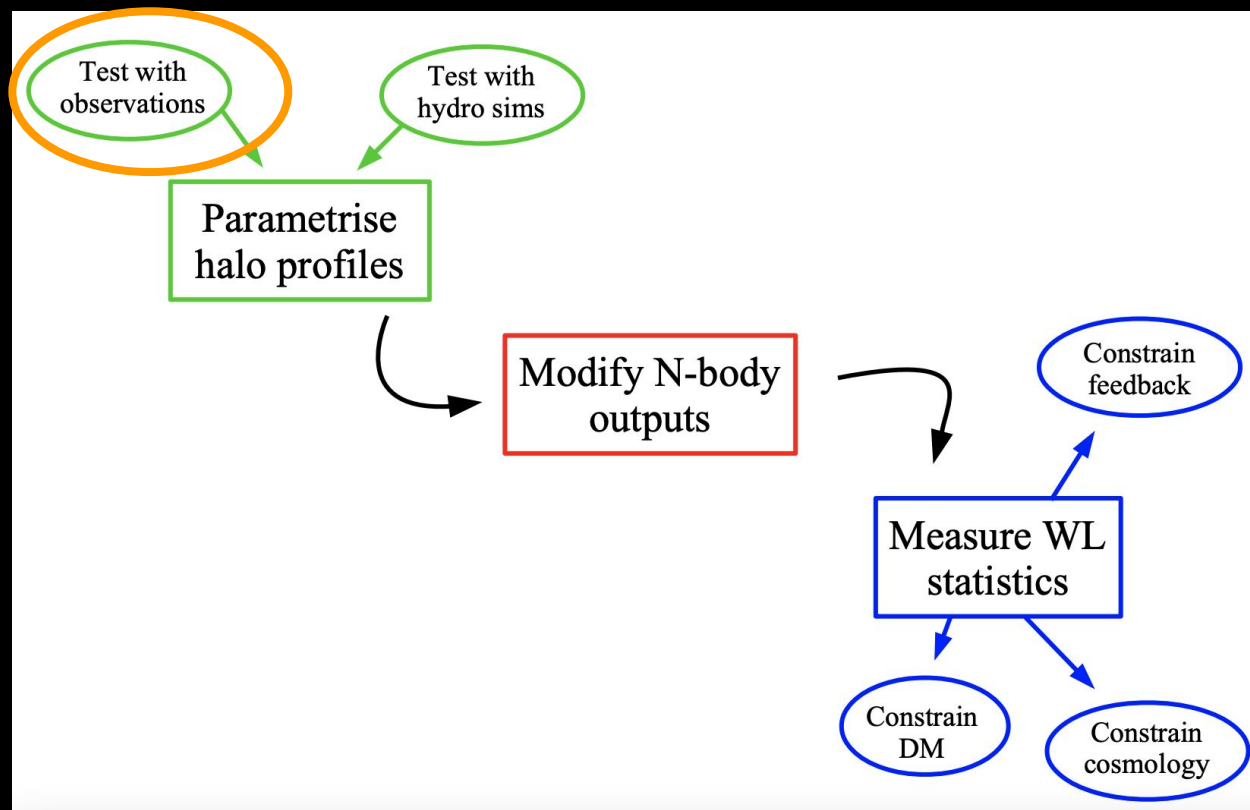 Test with
observations
Test with
hydro sims
Parametrise
halo profiles
Modify N-body
outputs
Constrain
feedback
Measure WL
statistics
Constrain
DM
Constrain
cosmology